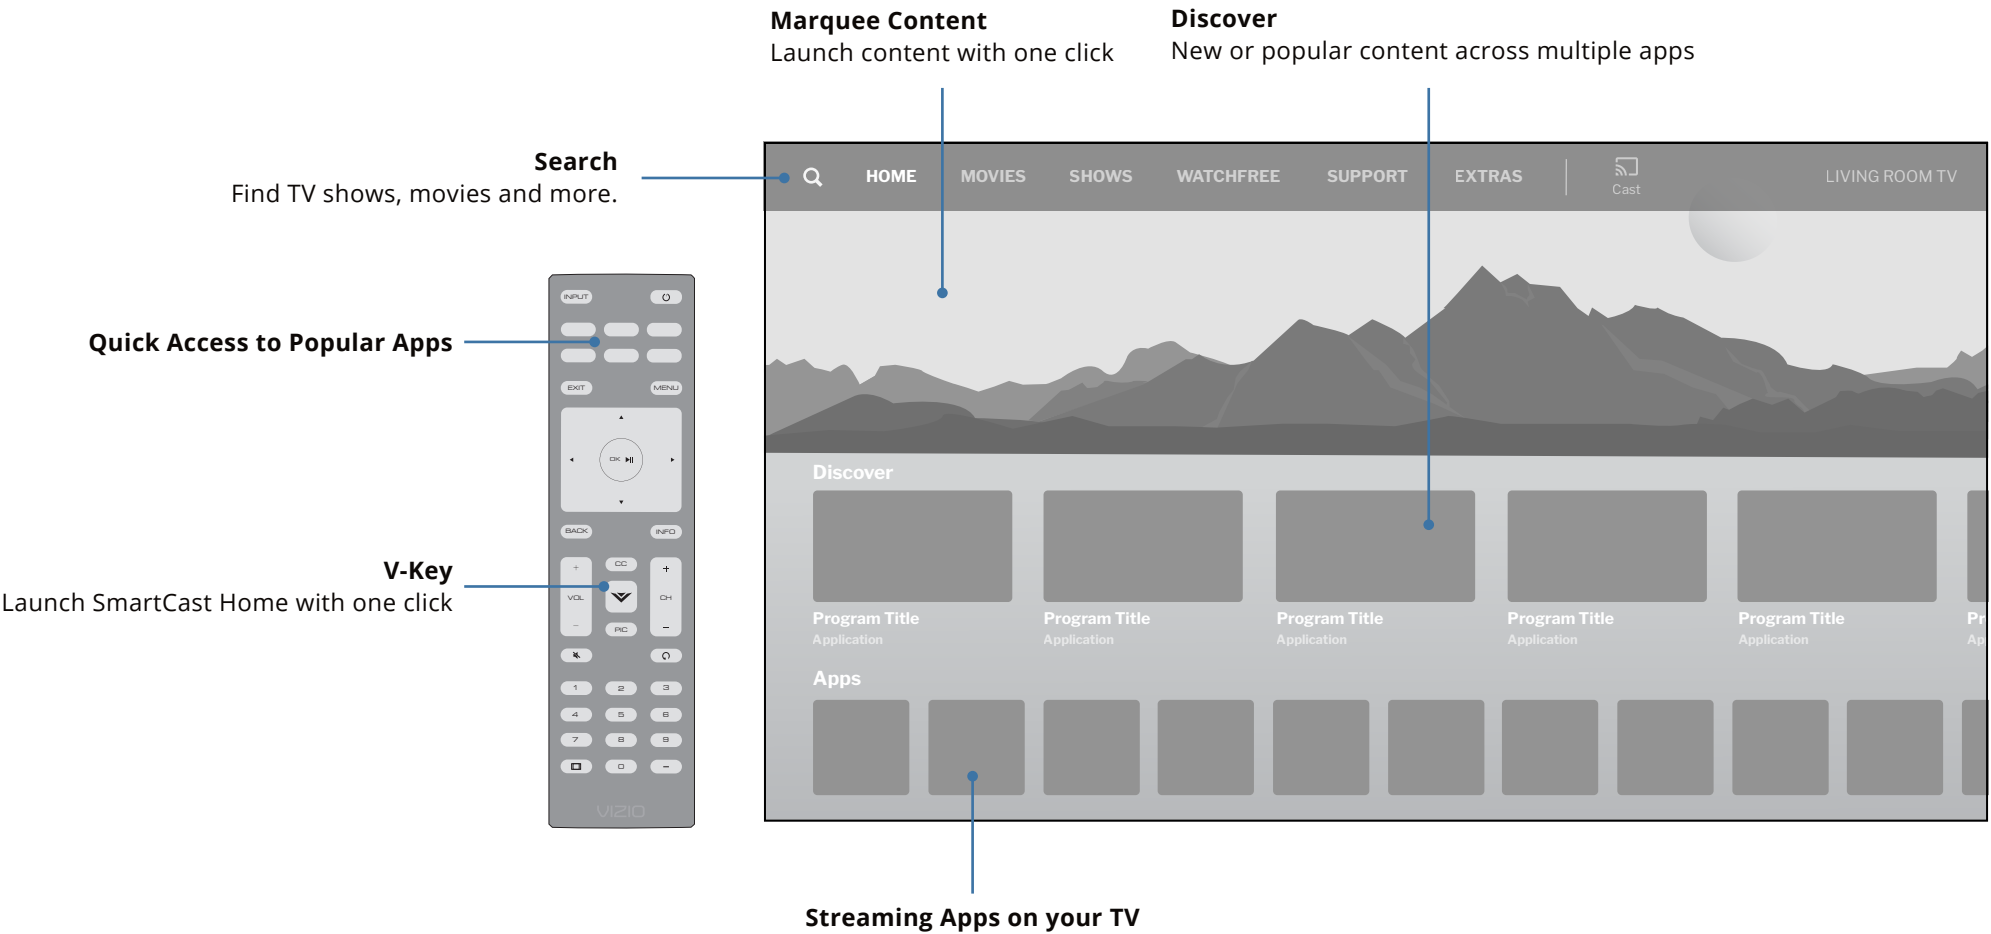 Marquee Content
Launch content with one click
Discover
New or popular content across multiple apps
Search
Find TV shows, movies and more.
HOME MOVIES SHOWS WATCHFREE SUPPORT EXTRAS Cast LIVING ROOM TV
Quick Access to Popular Apps
V-Key
Launch SmartCast Home with one click
INPUT
EXIT MENU
OK
BACK INFO
+ CC +
VOL CH
– PIC –
1 2 3
4 5 6
7 8 9
0 –
VIZIO
Discover
Program Title Program Title Program Title Program Title Program Title Pr
Application Application Application Application Application Ap
Apps
Streaming Apps on your TV